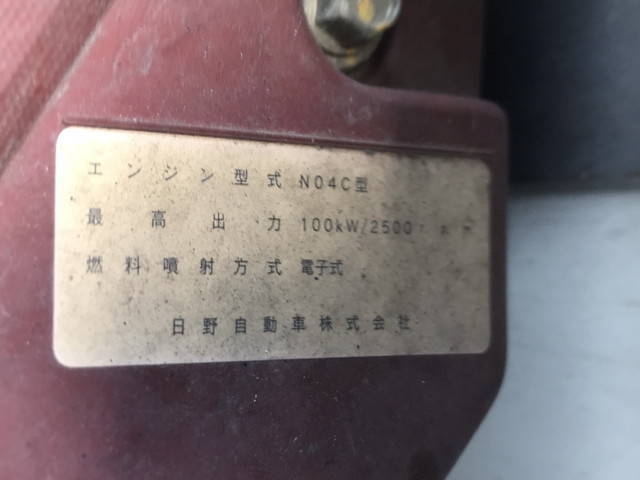 エンジン型式 N04C型
最高出力 100kW/2500
燃料噴射方式 電子式
日野自動車株式会社